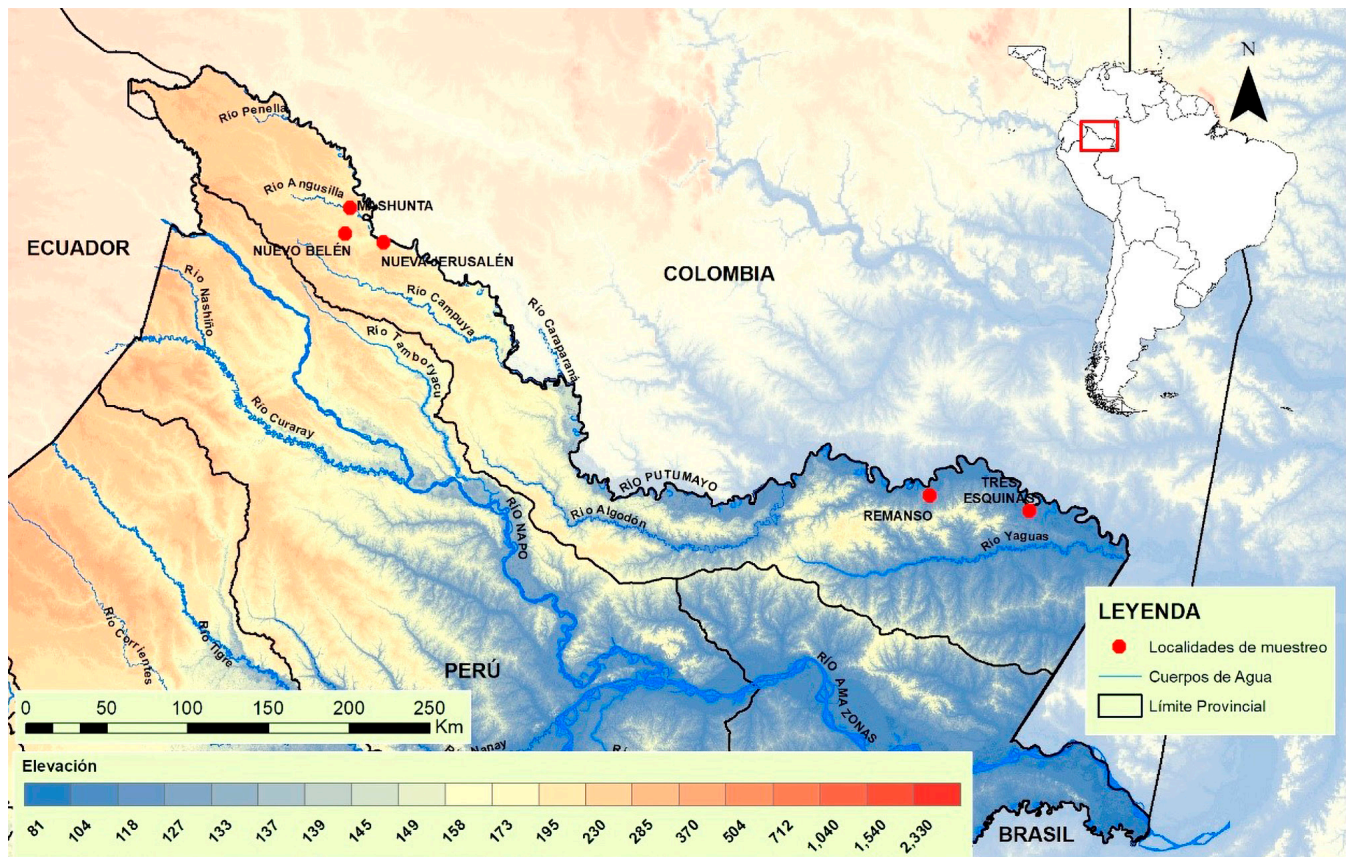 N
Río Penella
Río Angusilla
MASHUNTA
ECUADOR
NUEVO BELÉN
NUEVA JERUSALÉN
COLOMBIA
Río Nashiño
Río Campuya
Río Caraparaná
Río Tamboryacu
Río Curaray
RÍO PUTUMAYO
TRES
ESQUINAS
REMANSO
RÍO NAPO
Río Algodón
Río Yaguas
Río Corrientes
Río Tigre
PERÚ
RÍO AMAZONAS
LEYENDA
Localidades de muestreo
Cuerpos de Agua
Límite Provincial
0 50 100 150 200 250
Km
Nanay
Elevación
81 104 118 127 133 137 139 145 149 158 173 195 230 285 370 504 712 1,040 1,540 2,330
BRASIL